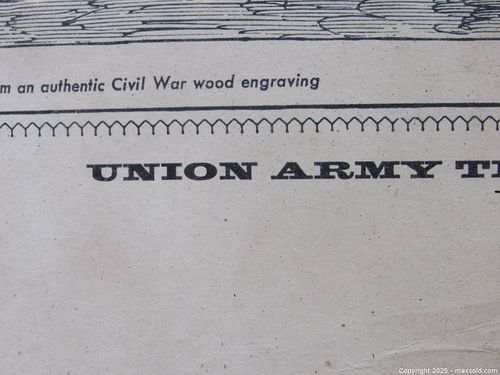 m an authentic Civil War wood engraving
UNION ARMY T
Copyright 2025 - maxsold.com